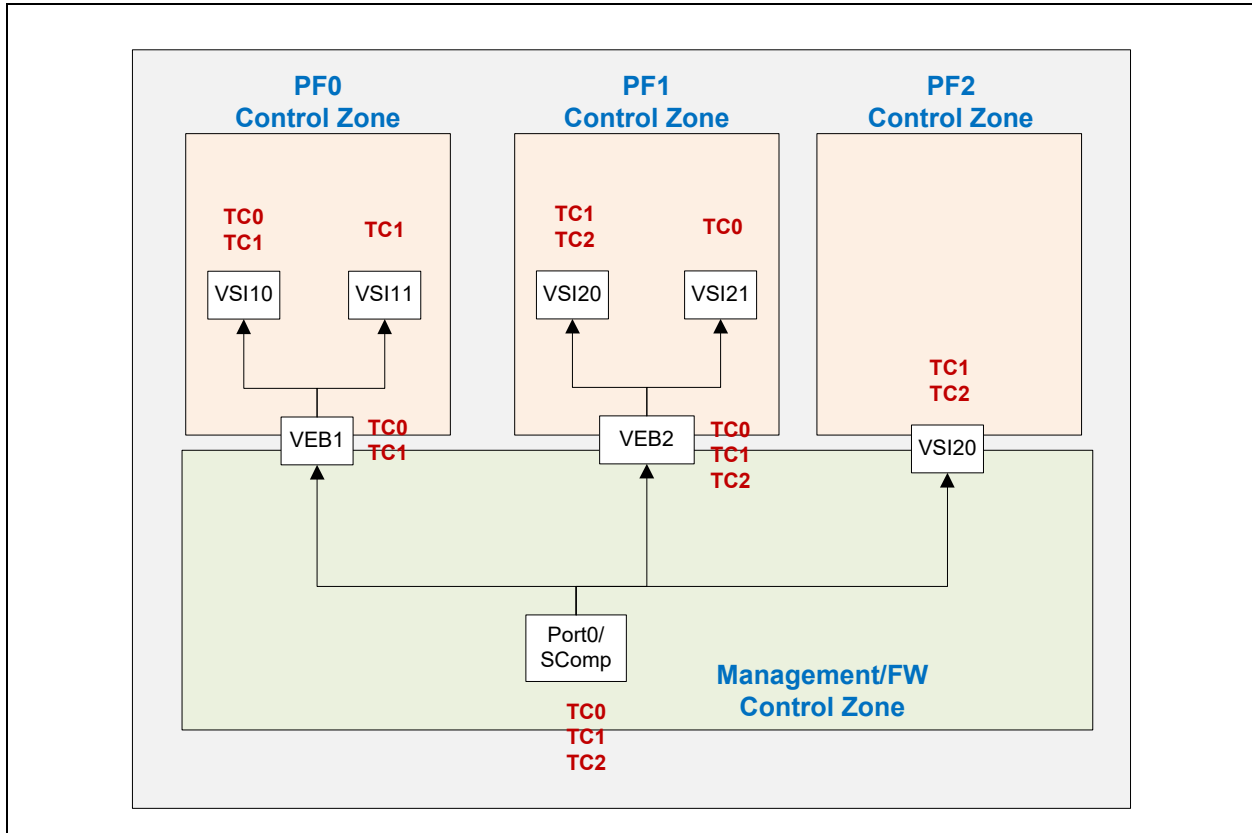 PF0
Control Zone
PF1
Control Zone
PF2
Control Zone
TC0
TC1
TC1
TC1
TC2
TC0
VSI10
VSI11
VSI20
VSI21
TC1
TC2
VEB1
TC0
TC1
VEB2
TC0
TC1
TC2
VSI20
Port0/
SComp
Management/FW
Control Zone
TC0
TC1
TC2